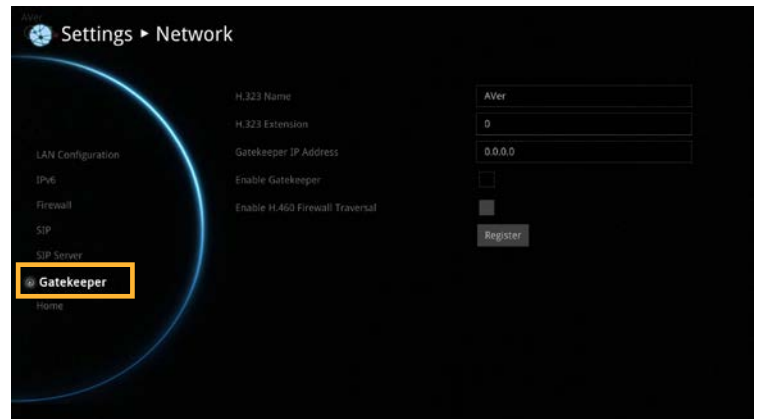 AVer
Settings ▸ Network
H.323 Name
AVer
H.323 Extension
0
LAN Configuration
Gatekeeper IP Address
0.0.0.0
IPv6
Enable Gatekeeper
Firewall
Enable H.460 Firewall Traversal
SIP
Register
SIP Server
Gatekeeper
Home